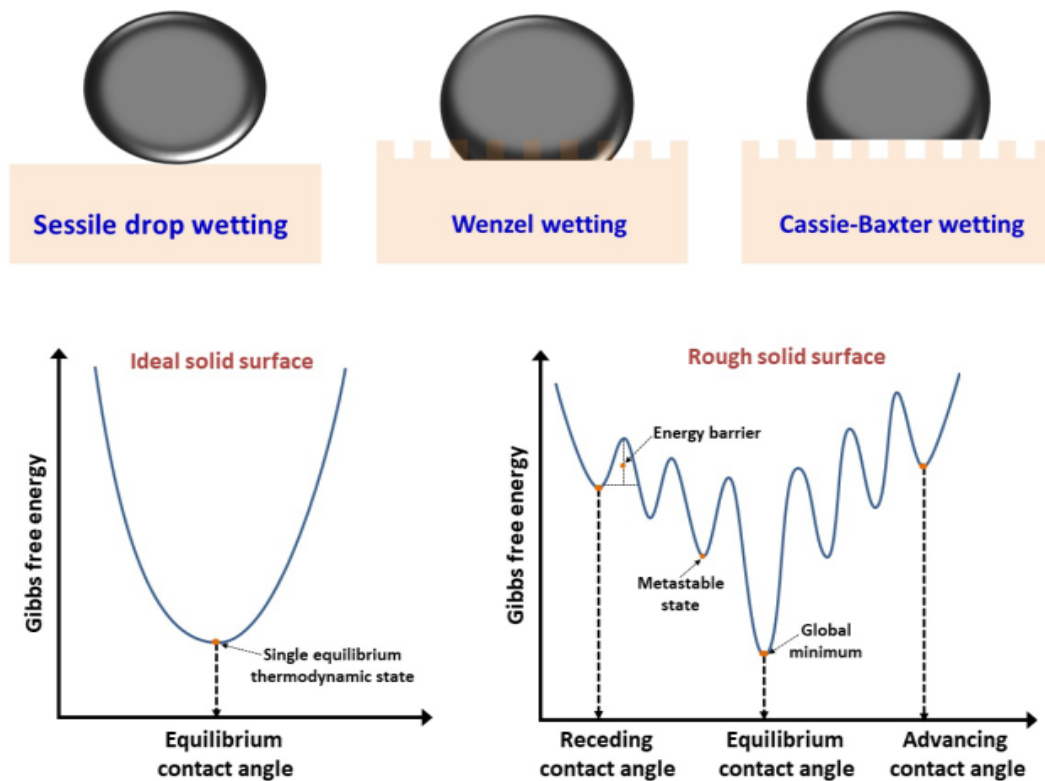 Sessile drop wetting
Wenzel wetting
Cassie-Baxter wetting
Ideal solid surface
Gibbs free energy
Single equilibrium
thermodynamic state
Equilibrium
contact angle
Rough solid surface
Gibbs free energy
Energy barrier
Metastable
state
Global
minimum
Receding
contact angle
Equilibrium
contact angle
Advancing
contact angle